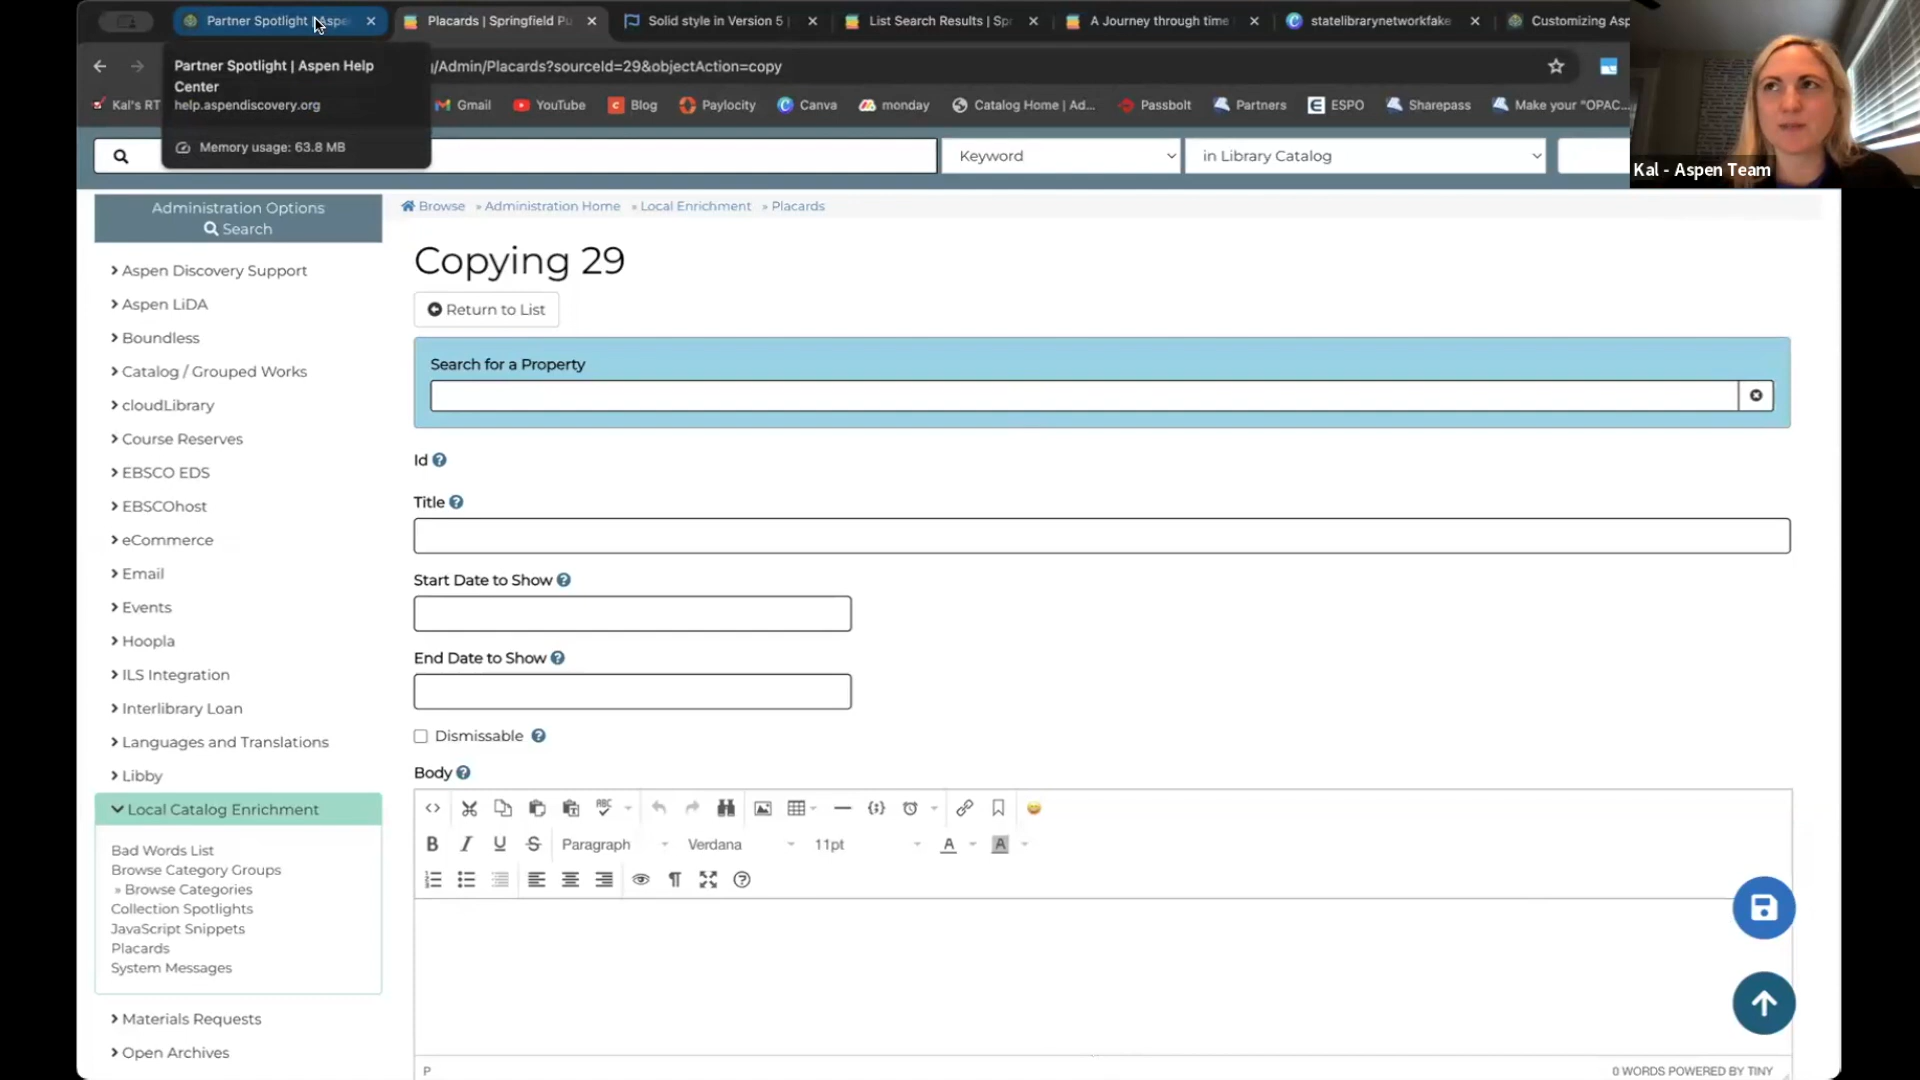 Partner Spotlight | Aspe
Placards | Springfield Pu
Solid style in Version 5 |
List Search Results | Spr
A Journey through time
statelibrarynetworkfake
Customizing Asp
Partner Spotlight | Aspen Help
Center
help.aspendiscovery.org
Memory usage: 63.8 MB
/Admin/Placards?sourceId=29&objectAction=copy
Kal's RT
Gmail
YouTube
Blog
Paylocity
Canva
monday
Catalog Home | Ad...
Passbolt
Partners
ESPO
Sharepass
Make your "OPAC...
Kal - Aspen Team
Keyword
in Library Catalog
Administration Options
Search
Aspen Discovery Support
Aspen LiDA
Boundless
Catalog / Grouped Works
cloudLibrary
Course Reserves
EBSCO EDS
EBSCOhost
eCommerce
Email
Events
Hoopla
ILS Integration
Interlibrary Loan
Languages and Translations
Libby
Local Catalog Enrichment
Bad Words List
Browse Category Groups
» Browse Categories
Collection Spotlights
JavaScript Snippets
Placards
System Messages
Materials Requests
Open Archives
Browse » Administration Home » Local Enrichment » Placards
Copying 29
Return to List
Search for a Property
Id
Title
Start Date to Show
End Date to Show
Dismissable
Body
Paragraph
Verdana
11pt
P
0 WORDS POWERED BY TINY